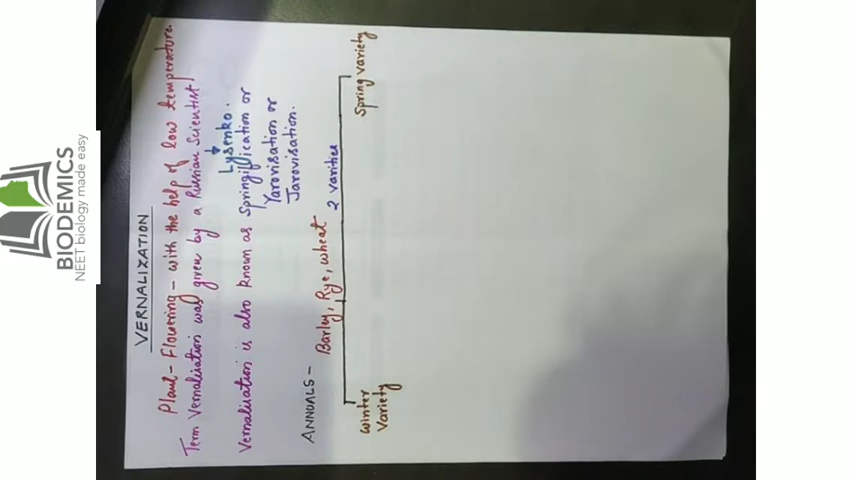 BIODEMICS
NEET biology made easy
VERNALIZATION
Plant - Flowering - with the help of low temperature.
Term Vernalisation was given by a Russian Scientist
Lysenko.
Vernalisation is also known as Springification or
Yarovisation or
Jarovisation.
ANNUALS - Barley, Rye, wheat
2 varities
Winter Variety
Spring variety